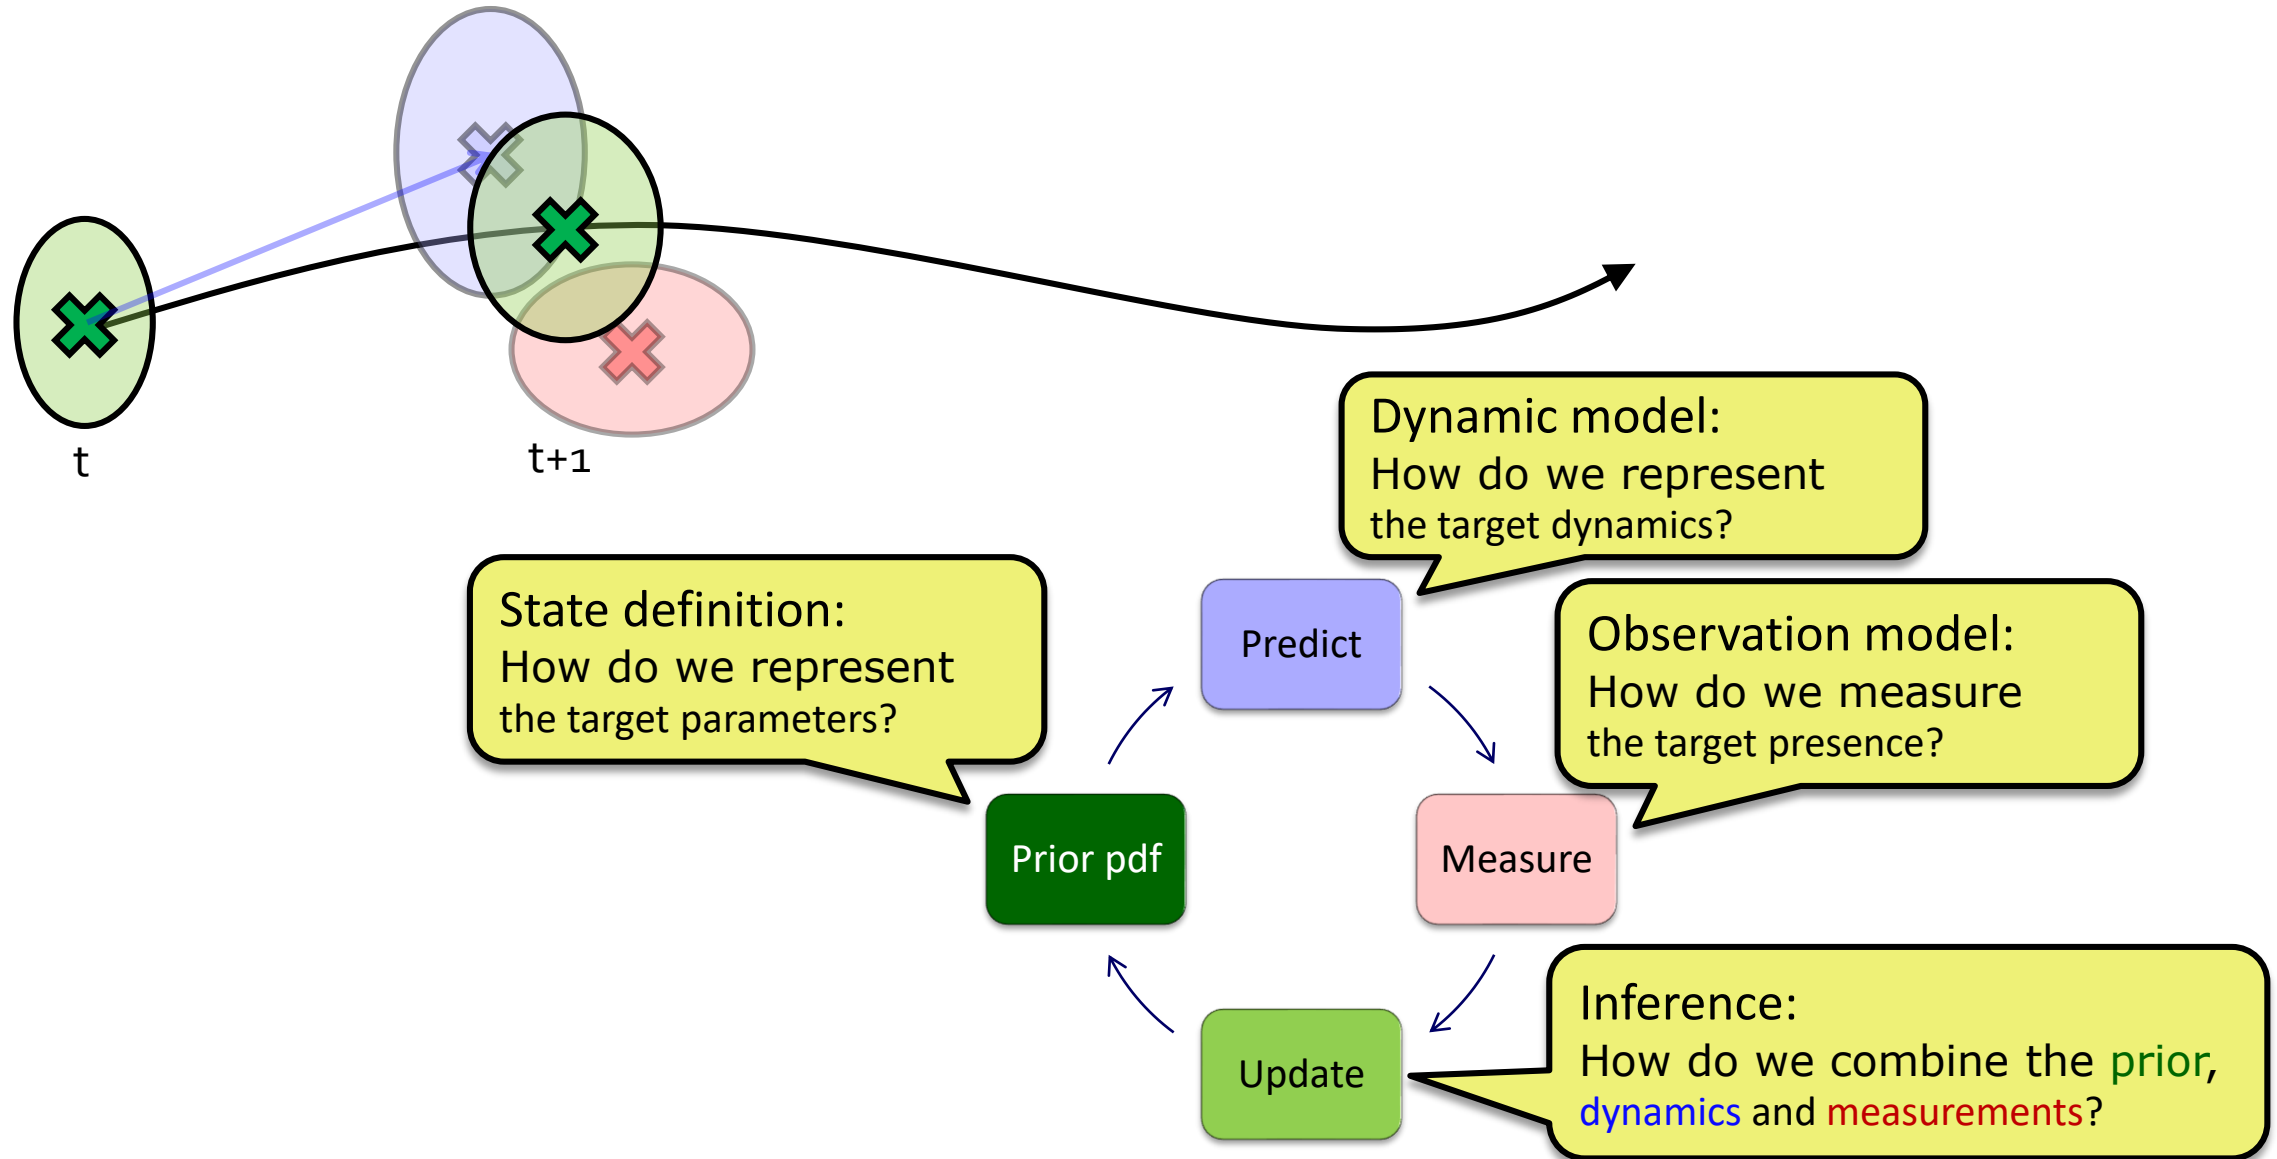 t
t+1
Dynamic model:
How do we represent
the target dynamics?
State definition:
How do we represent
the target parameters?
Predict
Observation model:
How do we measure
the target presence?
Prior pdf
Measure
Update
Inference:
How do we combine the prior,
dynamics and measurements?